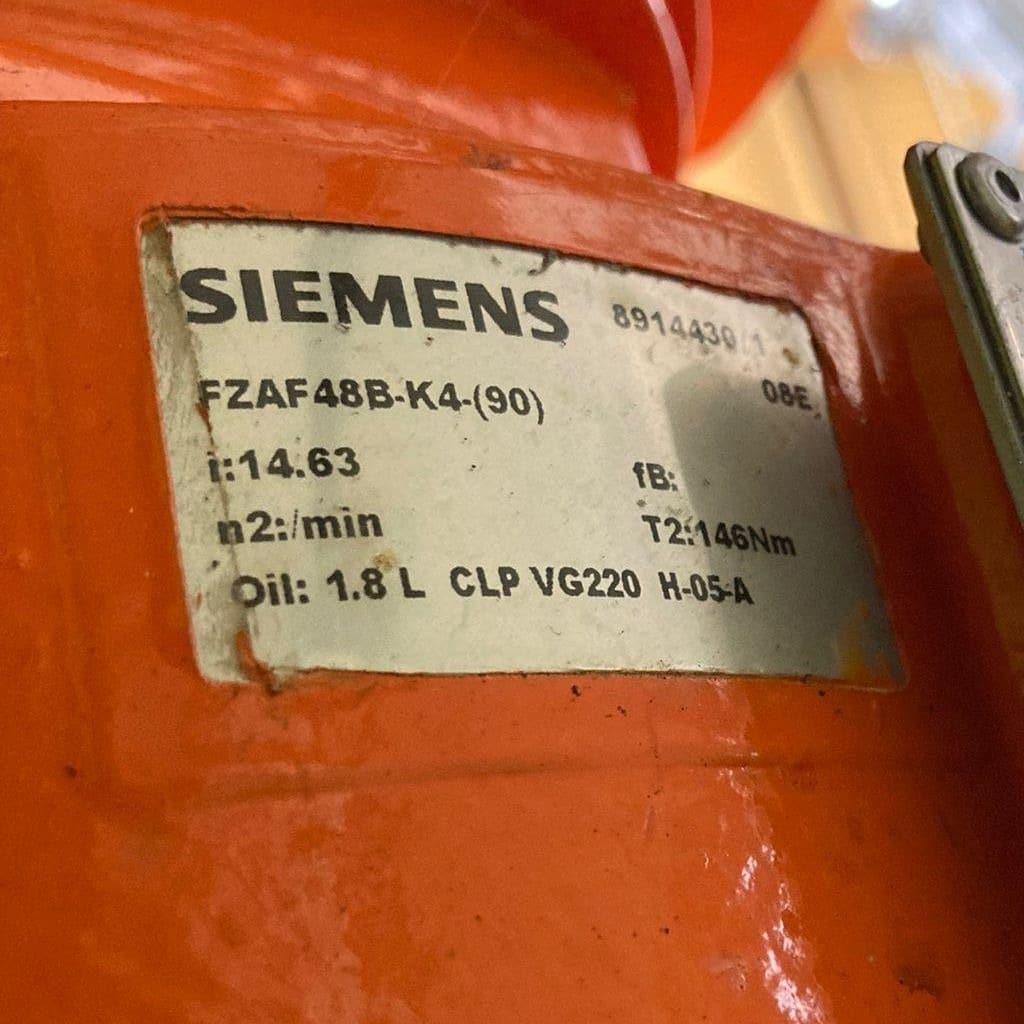 SIEMENS 8914430/1
08E
FZAF48B-K4-(90)
i:14.63 fB:
n2:/min T2:146Nm
Oil: 1.8 L CLP VG220 H-05-A